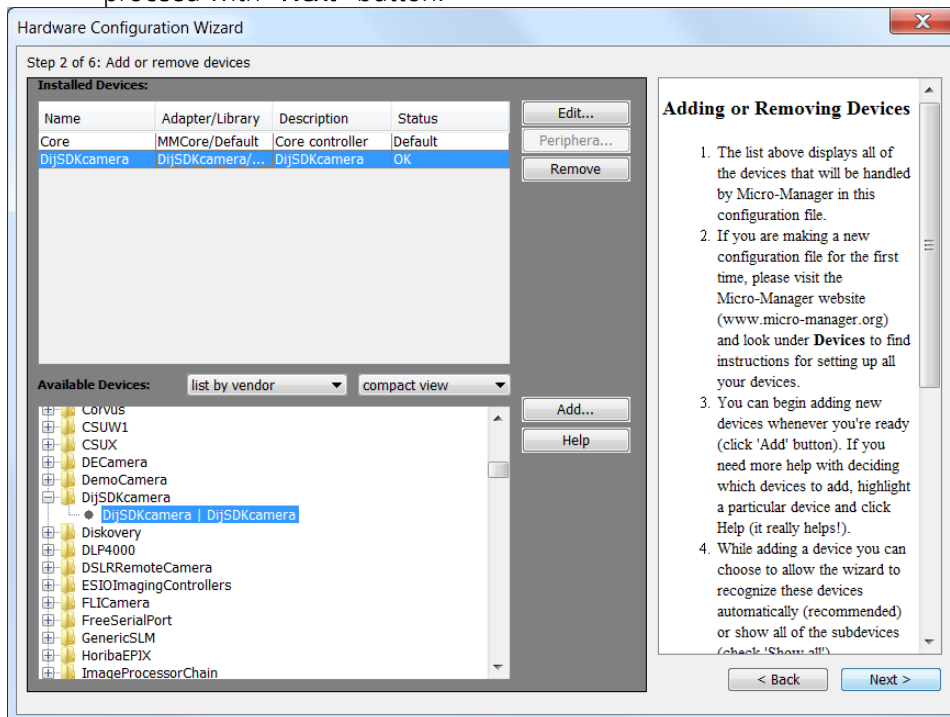 proceed with "Next" button.
Hardware Configuration Wizard
Step 2 of 6: Add or remove devices
Installed Devices:
Name Adapter/Library Description Status
Core MMCore/Default Core controller Default
DijSDKcamera DijSDKcamera/... DijSDKcamera OK
Edit...
Periphera...
Remove
Available Devices: list by vendor compact view
Corvus
CSUW1
CSUX
DECamera
DemoCamera
DijSDKcamera
DijSDKcamera | DijSDKcamera
Diskovery
DLP4000
DSLRRemoteCamera
ESIOImagingControllers
FLICamera
FreeSerialPort
GenericSLM
HoribaEPIX
ImageProcessorChain
Add...
Help
Adding or Removing Devices
1. The list above displays all of
the devices that will be handled
by Micro-Manager in this
configuration file.
2. If you are making a new
configuration file for the first
time, please visit the
Micro-Manager website
(www.micro-manager.org)
and look under Devices to find
instructions for setting up all
your devices.
3. You can begin adding new
devices whenever you're ready
(click 'Add' button). If you
need more help with deciding
which devices to add, highlight
a particular device and click
Help (it really helps!).
4. While adding a device you can
choose to allow the wizard to
recognize these devices
automatically (recommended)
or show all of the subdevices
(check 'Show all')
< Back
Next >